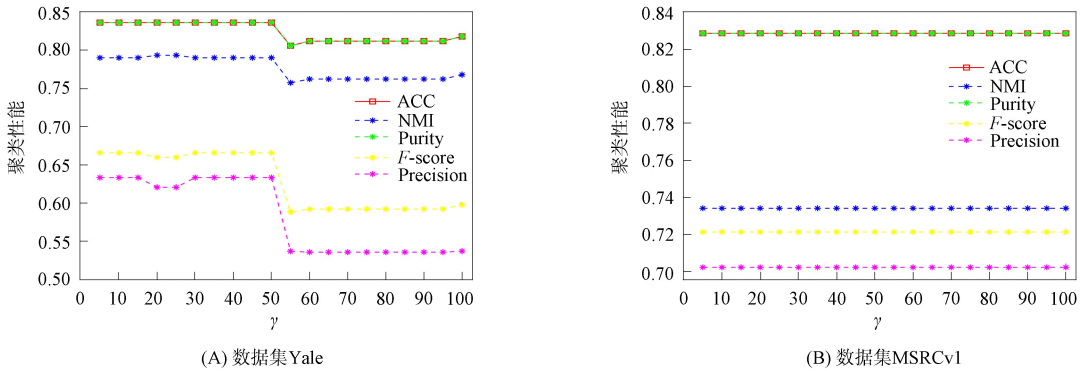 0.85
0.80
0.75
0.70
0.65
0.60
0.55
0.50
聚类性能
ACC
NMI
Purity
F-score
Precision
0 10 20 30 40 50 60 70 80 90 100
γ
(A) 数据集Yale
0.84
0.82
0.80
0.78
0.76
0.74
0.72
0.70
聚类性能
ACC
NMI
Purity
F-score
Precision
0 10 20 30 40 50 60 70 80 90 100
γ
(B) 数据集MSRCv1